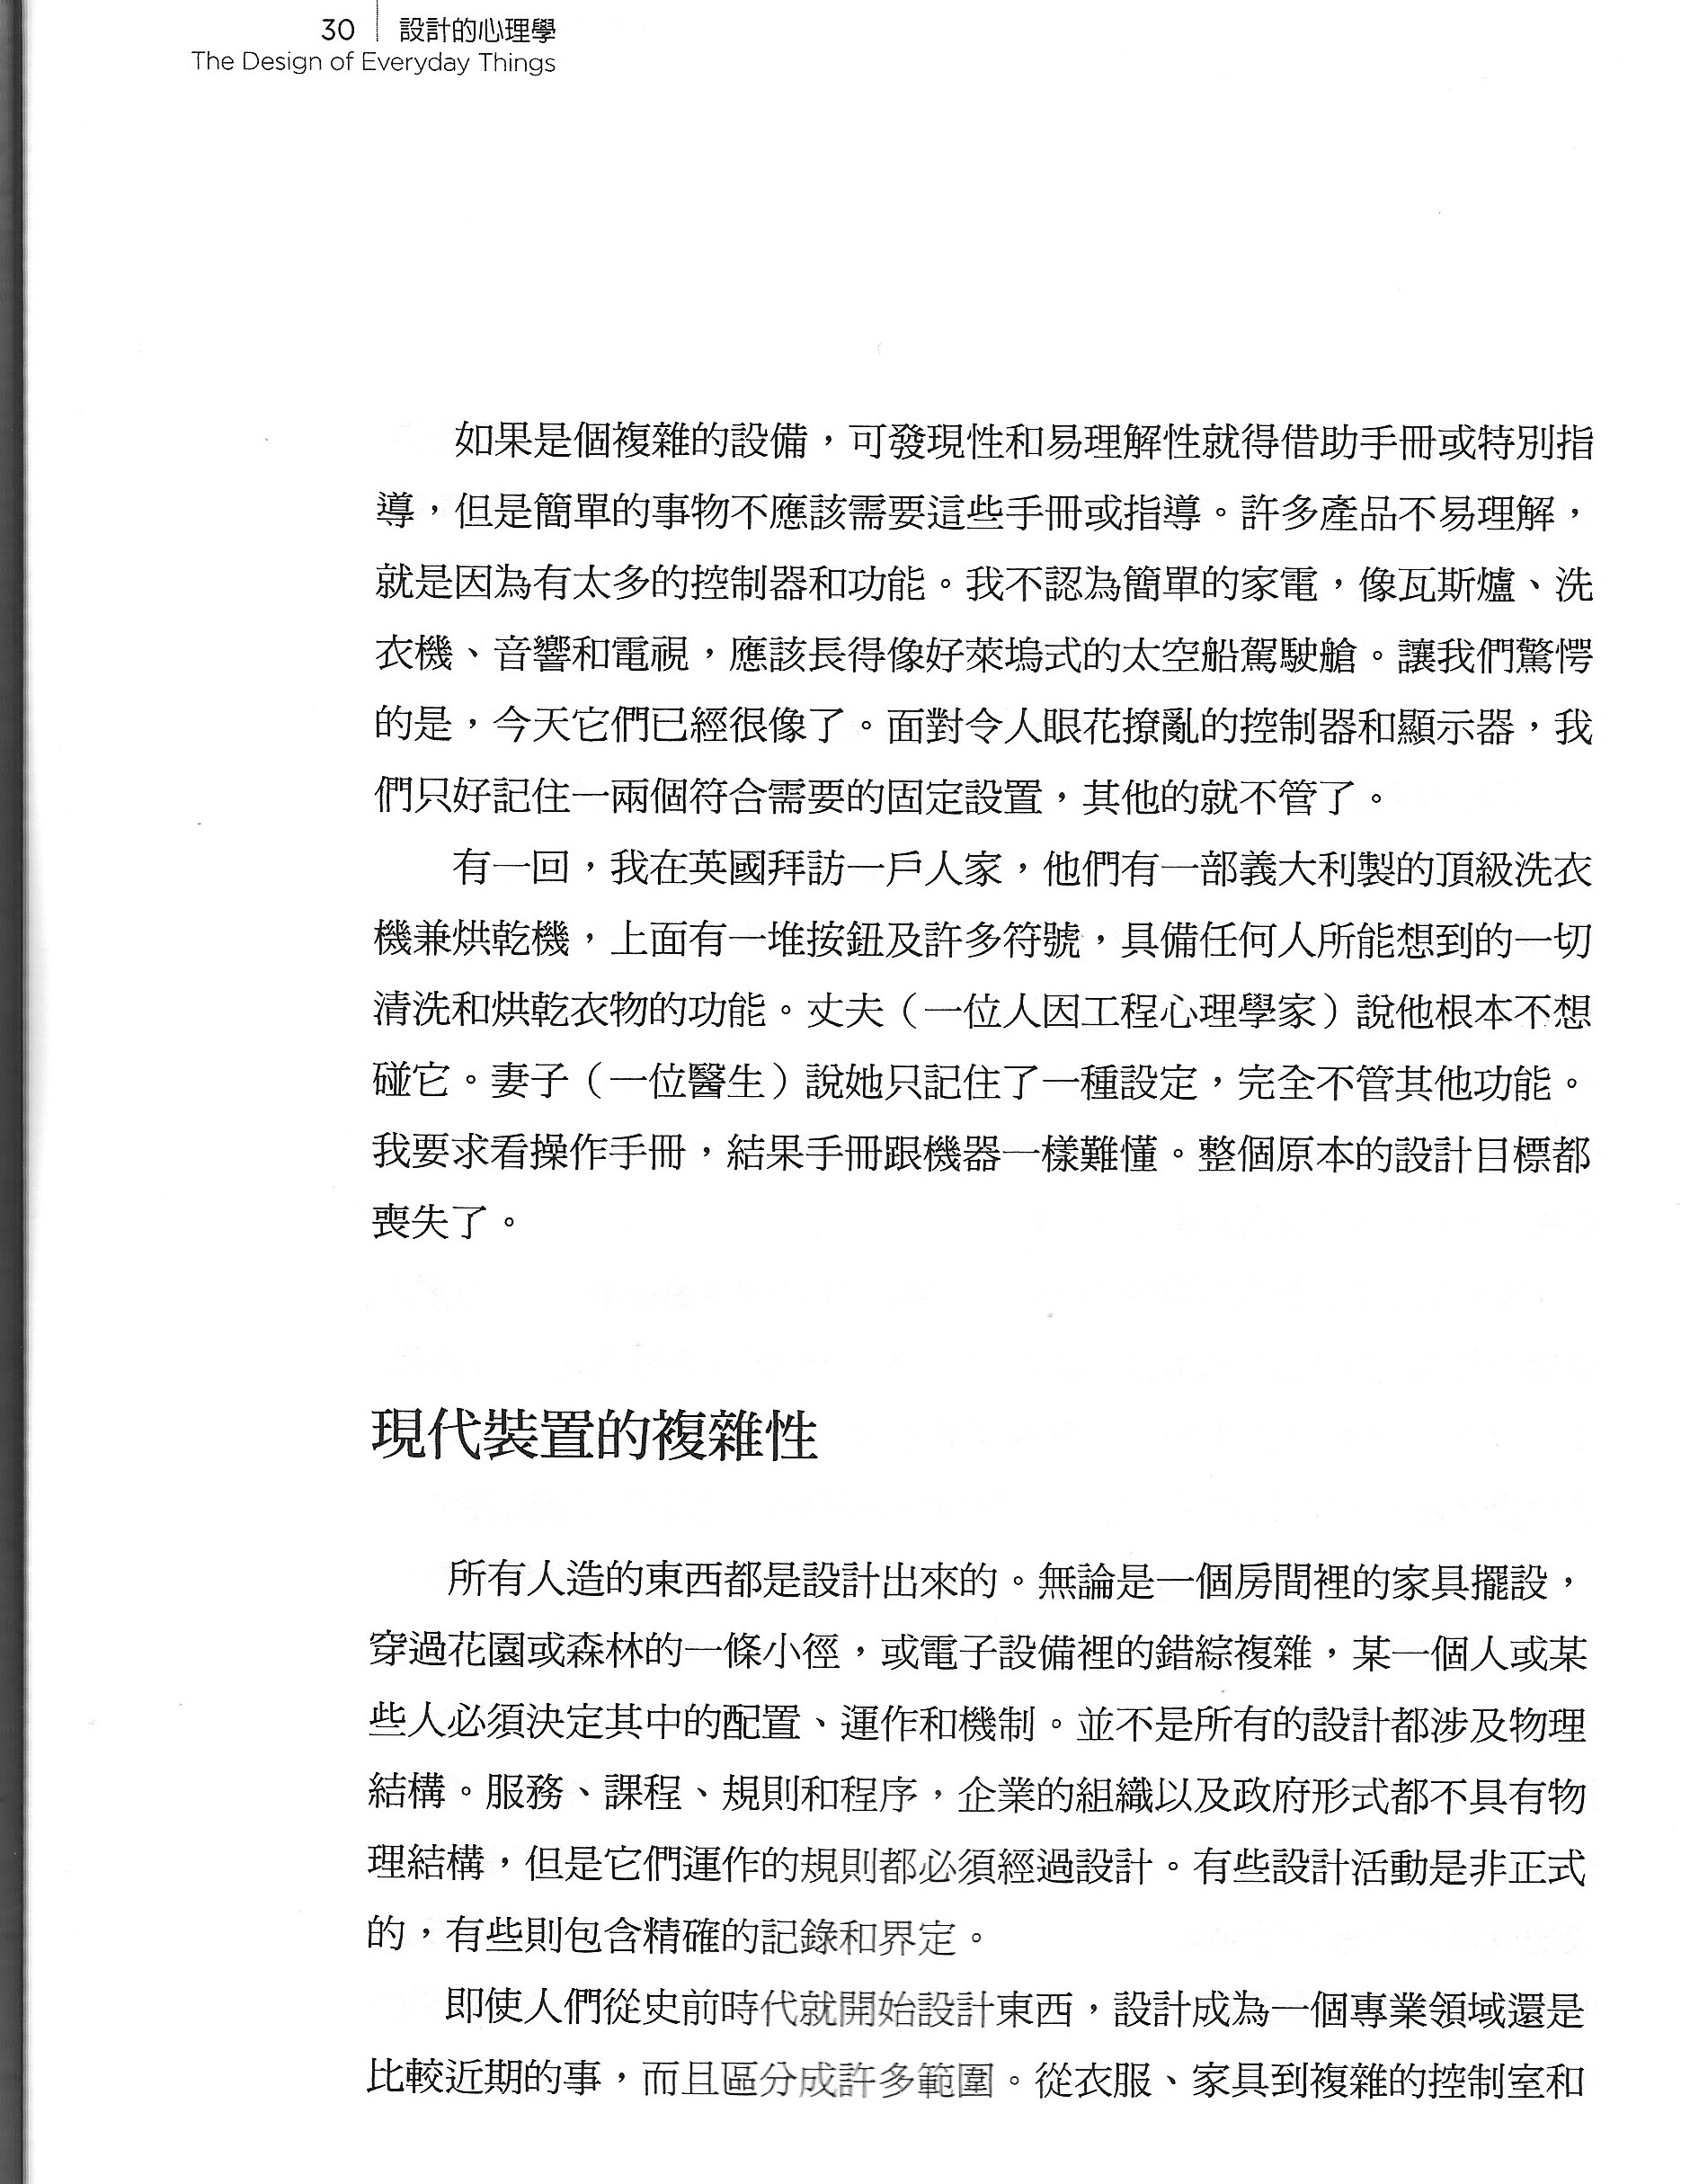 30 設計的心理學
The Design of Everyday Things
如果是個複雜的設備，可發現性和易理解性就得借助手冊或特別指
導，但是簡單的事物不應該需要這些手冊或指導。許多產品不易理解，
就是因為有太多的控制器和功能。我不認為簡單的家電，像瓦斯爐、洗
衣機、音響和電視，應該長得像好萊塢式的太空船駕駛艙。讓我們驚愕
的是，今天它們已經很像了。面對令人眼花撩亂的控制器和顯示器，我
們只好記住一兩個符合需要的固定設置，其他的就不管了。
有一回，我在英國拜訪一戶人家，他們有一部義大利製的頂級洗衣
機兼烘乾機，上面有一堆按鈕及許多符號，具備任何人所能想到的一切
清洗和烘乾衣物的功能。丈夫（一位人因工程心理學家）說他根本不想
碰它。妻子（一位醫生）說她只記住了一種設定，完全不管其他功能。
我要求看操作手冊，結果手冊跟機器一樣難懂。整個原本的設計目標都
喪失了。
現代裝置的複雜性
所有人造的東西都是設計出來的。無論是一個房間裡的家具擺設，
穿過花園或森林的一條小徑，或電子設備裡的錯綜複雜，某一個人或某
些人必須決定其中的配置、運作和機制。並不是所有的設計都涉及物理
結構。服務、課程、規則和程序，企業的組織以及政府形式都不具有物
理結構，但是它們運作的規則都必須經過設計。有些設計活動是非正式
的，有些則包含精確的記錄和界定。
即使人們從史前時代就開始設計東西，設計成為一個專業領域還是
比較近期的事，而且區分成許多範圍。從衣服、家具到複雜的控制室和